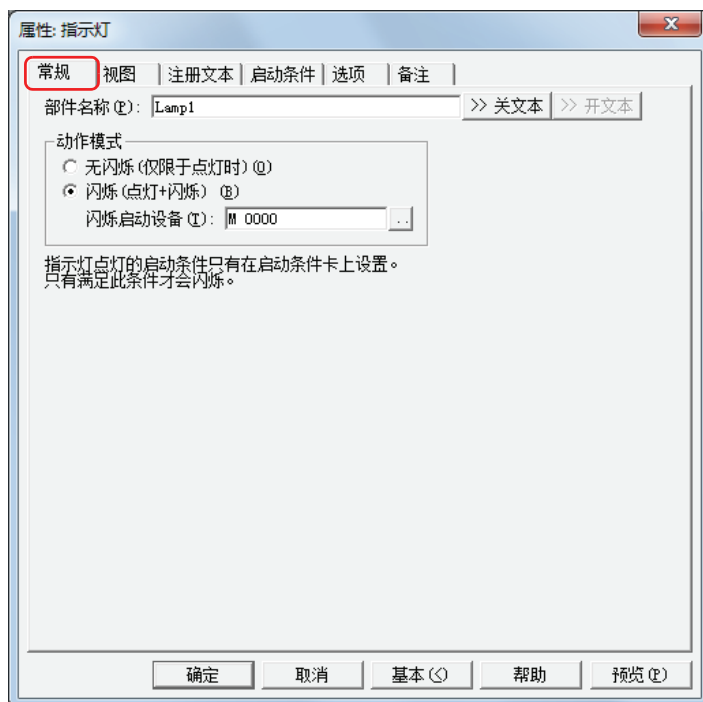 属性: 指示灯
常规 视图 注册文本 启动条件 选项 备注
部件名称(P): Lamp1 >> 关文本 >> 开文本
动作模式
无闪烁(仅限于点灯时)(O)
闪烁(点灯+闪烁) (B)
闪烁启动设备(T): M 0000 ..
指示灯点灯的启动条件只有在启动条件卡上设置。
只有满足此条件才会闪烁。
确定 取消 基本(<) 帮助 预览(P)